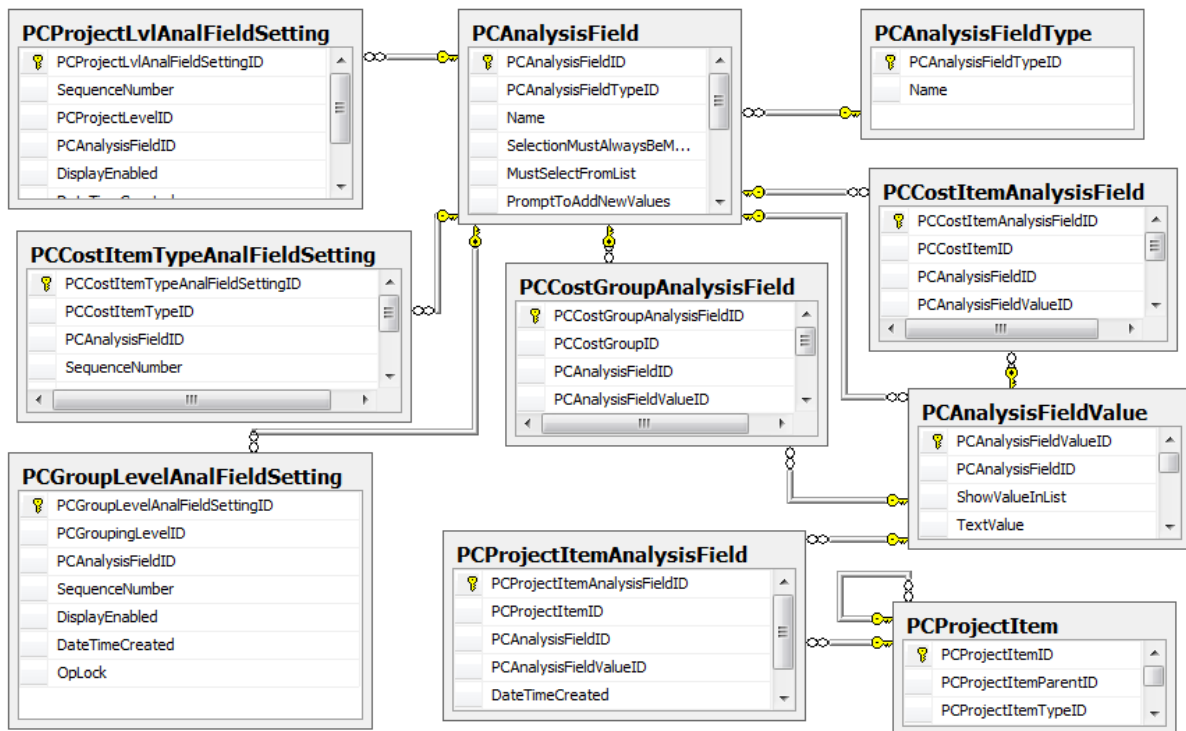 PCProjectLvlAnalFieldSetting
PCProjectLvlAnalFieldSettingID
SequenceNumber
PCProjectLevelID
PCAnalysisFieldID
DisplayEnabled
DateTimeCreated
PCAnalysisField
PCAnalysisFieldID
PCAnalysisFieldTypeID
Name
SelectionMustAlwaysBeM...
MustSelectFromList
PromptToAddNewValues
PCAnalysisFieldType
PCAnalysisFieldTypeID
Name
PCCostItemAnalysisField
PCCostItemAnalysisFieldID
PCCostItemID
PCAnalysisFieldID
PCAnalysisFieldValueID
PCCostItemTypeAnalFieldSetting
PCCostItemTypeAnalFieldSettingID
PCCostItemTypeID
PCAnalysisFieldID
SequenceNumber
PCCostGroupAnalysisField
PCCostGroupAnalysisFieldID
PCCostGroupID
PCAnalysisFieldID
PCAnalysisFieldValueID
PCAnalysisFieldValue
PCAnalysisFieldValueID
PCAnalysisFieldID
ShowValueInList
TextValue
PCGroupLevelAnalFieldSetting
PCGroupLevelAnalFieldSettingID
PCGroupingLevelID
PCAnalysisFieldID
SequenceNumber
DisplayEnabled
DateTimeCreated
OpLock
PCProjectItemAnalysisField
PCProjectItemAnalysisFieldID
PCProjectItemID
PCAnalysisFieldID
PCAnalysisFieldValueID
DateTimeCreated
PCProjectItem
PCProjectItemID
PCProjectItemParentID
PCProjectItemTypeID